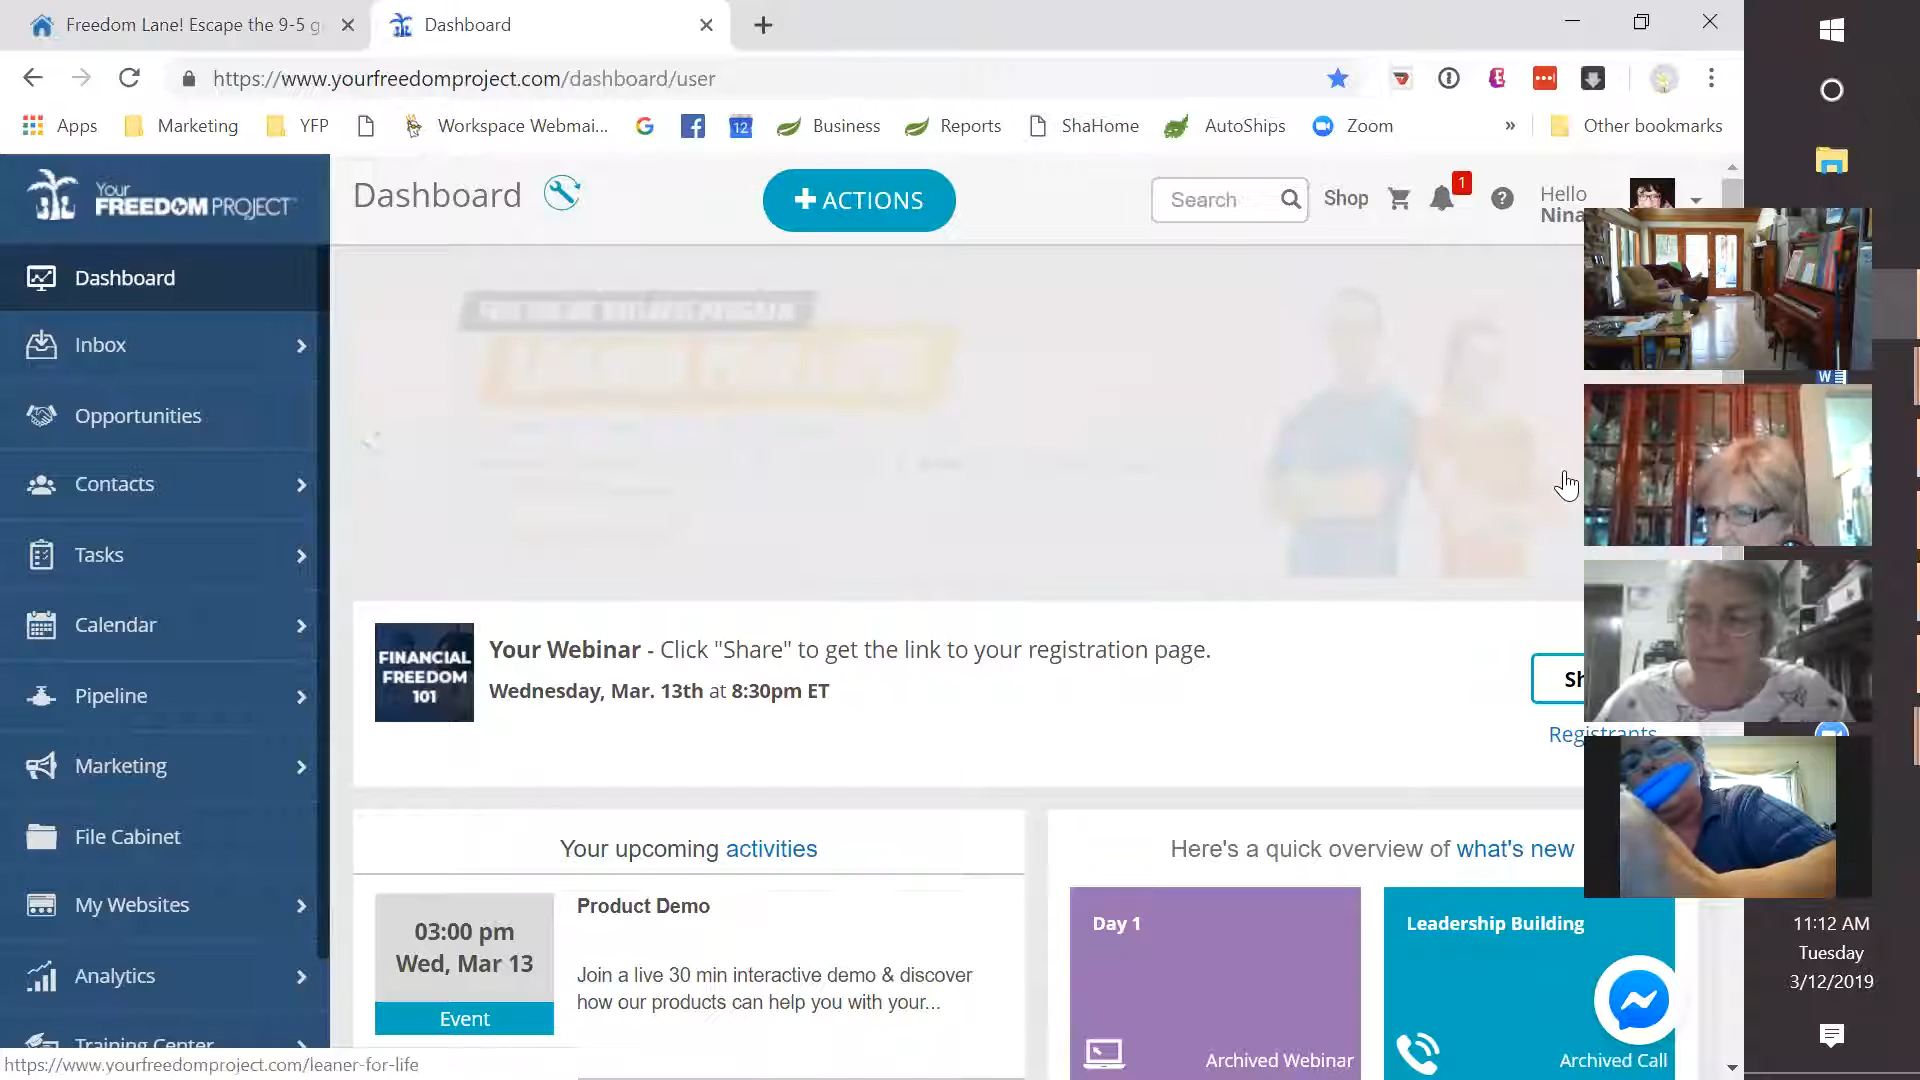 Freedom Lane! Escape the 9-5 g
Dashboard
https://www.yourfreedomproject.com/dashboard/user
Apps
Marketing
YFP
Workspace Webmai...
12
Business
Reports
ShaHome
AutoShips
Zoom
»
Other bookmarks
Your
FREEDOM PROJECT
Dashboard
+ ACTIONS
Search
Shop
1
Hello
Nina
Dashboard
Inbox
Opportunities
Contacts
Tasks
Calendar
Pipeline
Marketing
File Cabinet
My Websites
Analytics
Training Center
FINANCIAL
FREEDOM
101
Your Webinar - Click "Share" to get the link to your registration page.
Wednesday, Mar. 13th at 8:30pm ET
Sh
Registrants
Your upcoming activities
03:00 pm
Wed, Mar 13
Event
Product Demo
Join a live 30 min interactive demo & discover
how our products can help you with your...
Here's a quick overview of what's new
Day 1
Archived Webinar
Leadership Building
Archived Call
https://www.yourfreedomproject.com/leaner-for-life
11:12 AM
Tuesday
3/12/2019